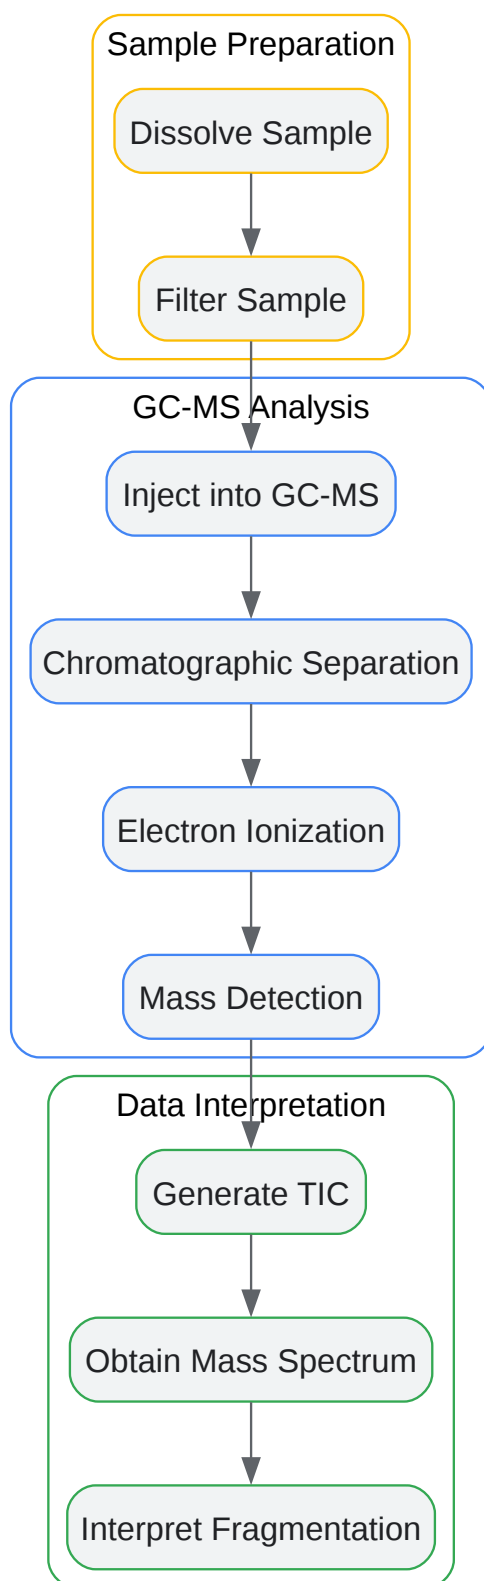 Sample Preparation
Dissolve Sample
Filter Sample
GC-MS Analysis
Inject into GC-MS
Chromatographic Separation
Electron Ionization
Mass Detection
Data Interpretation
Generate TIC
Obtain Mass Spectrum
Interpret Fragmentation